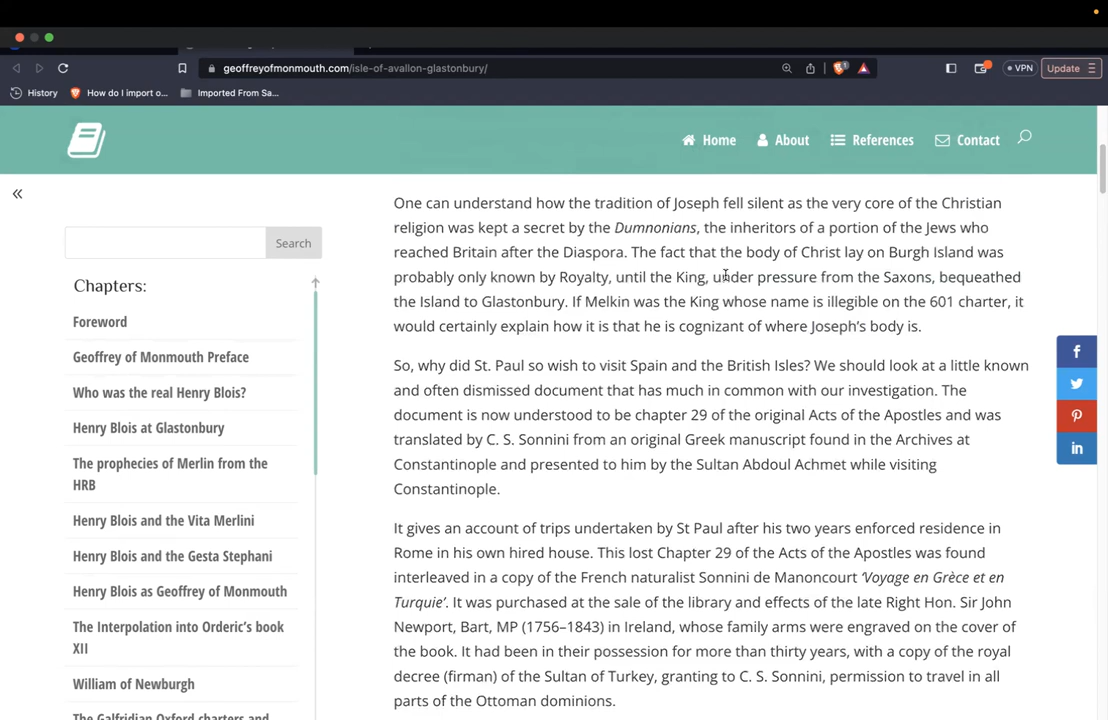 geoffreyofmonmouth.com/isle-of-avallon-glastonbury/
VPN
Update
History
How do I import o...
Imported From Sa...
Home
About
References
Contact
«
Search
Chapters:
Foreword
Geoffrey of Monmouth Preface
Who was the real Henry Blois?
Henry Blois at Glastonbury
The prophecies of Merlin from the
HRB
Henry Blois and the Vita Merlini
Henry Blois and the Gesta Stephani
Henry Blois as Geoffrey of Monmouth
The Interpolation into Orderic's book
XII
William of Newburgh
The Galfridian Oxford charters and
One can understand how the tradition of Joseph fell silent as the very core of the Christian
religion was kept a secret by the Dumnonians, the inheritors of a portion of the Jews who
reached Britain after the Diaspora. The fact that the body of Christ lay on Burgh Island was
probably only known by Royalty, until the King, under pressure from the Saxons, bequeathed
the Island to Glastonbury. If Melkin was the King whose name is illegible on the 601 charter, it
would certainly explain how it is that he is cognizant of where Joseph's body is.
So, why did St. Paul so wish to visit Spain and the British Isles? We should look at a little known
and often dismissed document that has much in common with our investigation. The
document is now understood to be chapter 29 of the original Acts of the Apostles and was
translated by C. S. Sonnini from an original Greek manuscript found in the Archives at
Constantinople and presented to him by the Sultan Abdoul Achmet while visiting
Constantinople.
It gives an account of trips undertaken by St Paul after his two years enforced residence in
Rome in his own hired house. This lost Chapter 29 of the Acts of the Apostles was found
interleaved in a copy of the French naturalist Sonnini de Manoncourt ‘Voyage en Grèce et en
Turquie’. It was purchased at the sale of the library and effects of the late Right Hon. Sir John
Newport, Bart, MP (1756–1843) in Ireland, whose family arms were engraved on the cover of
the book. It had been in their possession for more than thirty years, with a copy of the royal
decree (firman) of the Sultan of Turkey, granting to C. S. Sonnini, permission to travel in all
parts of the Ottoman dominions.